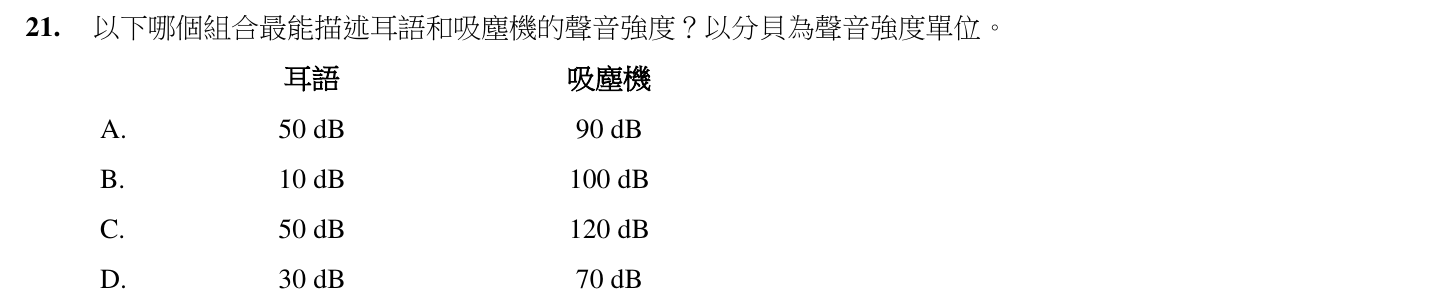 21. 以下哪個組合最能描述耳語和吸塵機的聲音強度？以分貝為聲音強度單位。
耳語 吸塵機
A. 50 dB 90 dB
B. 10 dB 100 dB
C. 50 dB 120 dB
D. 30 dB 70 dB